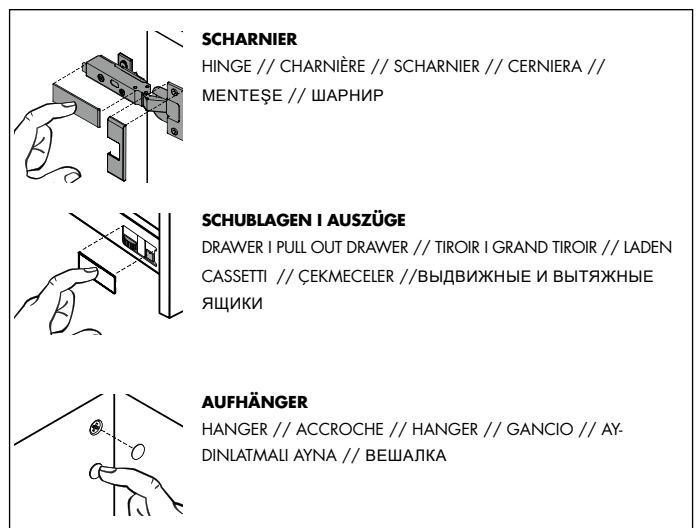 SCHARNIER
HINGE // CHARNIÈRE // SCHARNIER // CERNIERA //
MENTEŞE // ШАРНИР
SCHUBLAGEN I AUSZÜGE
DRAWER I PULL OUT DRAWER // TIROIR I GRAND TIROIR // LADEN
CASSETTI // ÇEKMECELER //ВЫДВИЖНЫЕ И ВЫТЯЖНЫЕ
ЯЩИКИ
AUFHÄNGER
HANGER // ACCROCHE // HANGER // GANCIO // AY-
DINLATMALI AYNA // ВЕШАЛКА